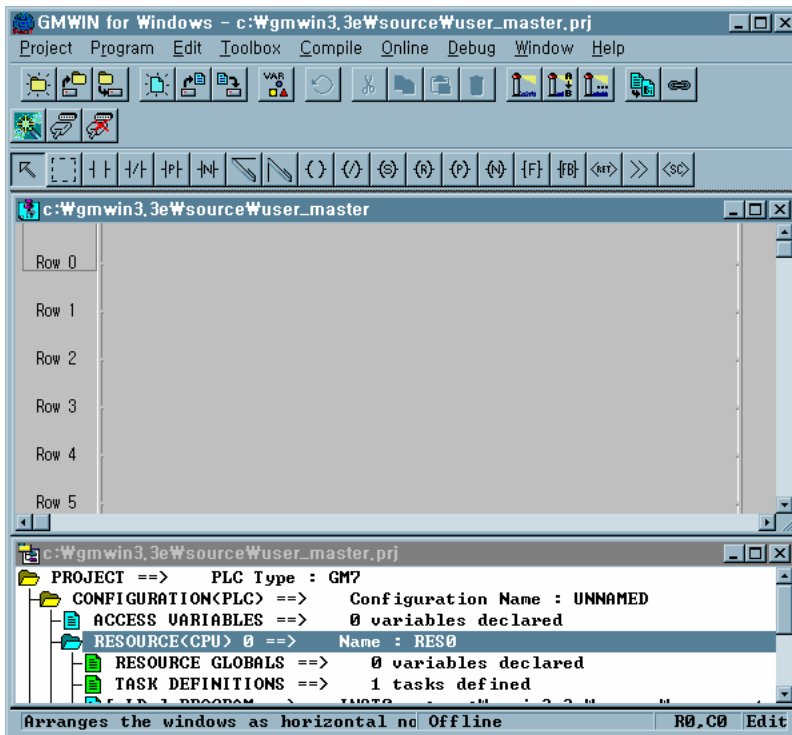 GMWIN for Windows - c:₩gmwin3,3e₩source₩user_master,prj
Project Program Edit Toolbox Compile Online Debug Window Help
VAR
P N ( ) (/) (S) (R) (P) (N) {F} {FB} <RET> >> <SC>
c:₩gmwin3,3e₩source₩user_master
Row 0
Row 1
Row 2
Row 3
Row 4
Row 5
c:₩gmwin3,3e₩source₩user_master,prj
PROJECT ==> PLC Type : GM7
CONFIGURATION(PLC) ==> Configuration Name : UNNAMED
ACCESS VARIABLES ==> 0 variables declared
RESOURCE(CPU) 0 ==> Name : RES0
RESOURCE GLOBALS ==> 0 variables declared
TASK DEFINITIONS ==> 1 tasks defined
Arranges the windows as horizontal no Offline R0,C0 Edit